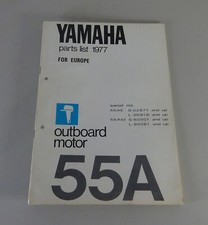 YAMAHA
parts list 1977
FOR EUROPE
outboard
motor
55A